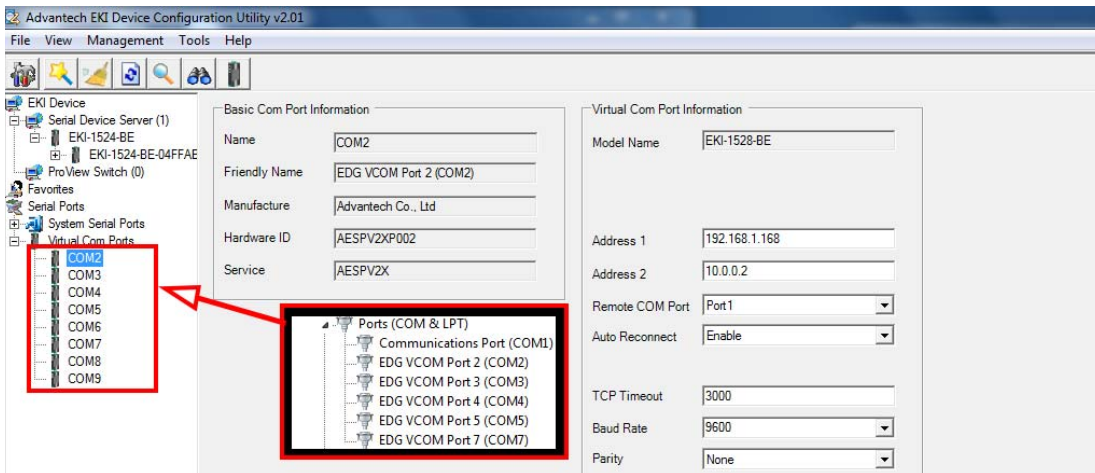 Advantech EKI Device Configuration Utility v2.01
File View Management Tools Help
EKI Device
Serial Device Server (1)
EKI-1524-BE
EKI-1524-BE-04FFAE
ProView Switch (0)
Favorites
Serial Ports
System Serial Ports
Virtual Com Ports
COM2
COM3
COM4
COM5
COM6
COM7
COM8
COM9
Basic Com Port Information
Name COM2
Friendly Name EDG VCOM Port 2 (COM2)
Manufacture Advantech Co., Ltd
Hardware ID AESPV2XP002
Service AESPV2X
Ports (COM & LPT)
Communications Port (COM1)
EDG VCOM Port 2 (COM2)
EDG VCOM Port 3 (COM3)
EDG VCOM Port 4 (COM4)
EDG VCOM Port 5 (COM5)
EDG VCOM Port 7 (COM7)
Virtual Com Port Information
Model Name EKI-1528-BE
Address 1 192.168.1.168
Address 2 10.0.0.2
Remote COM Port Port1
Auto Reconnect Enable
TCP Timeout 3000
Baud Rate 9600
Parity None